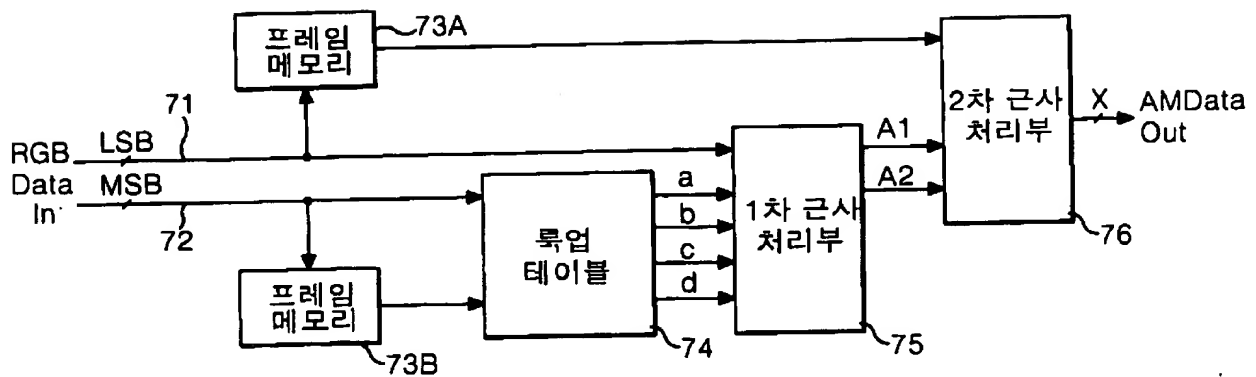 프레임
메모리
73A
71
RGB
Data
In
LSB
MSB
72
프레임
메모리
73B
룩업
테이블
74
a
b
c
d
1차 근사
처리부
75
A1
A2
2차 근사
처리부
76
X
AMData
Out